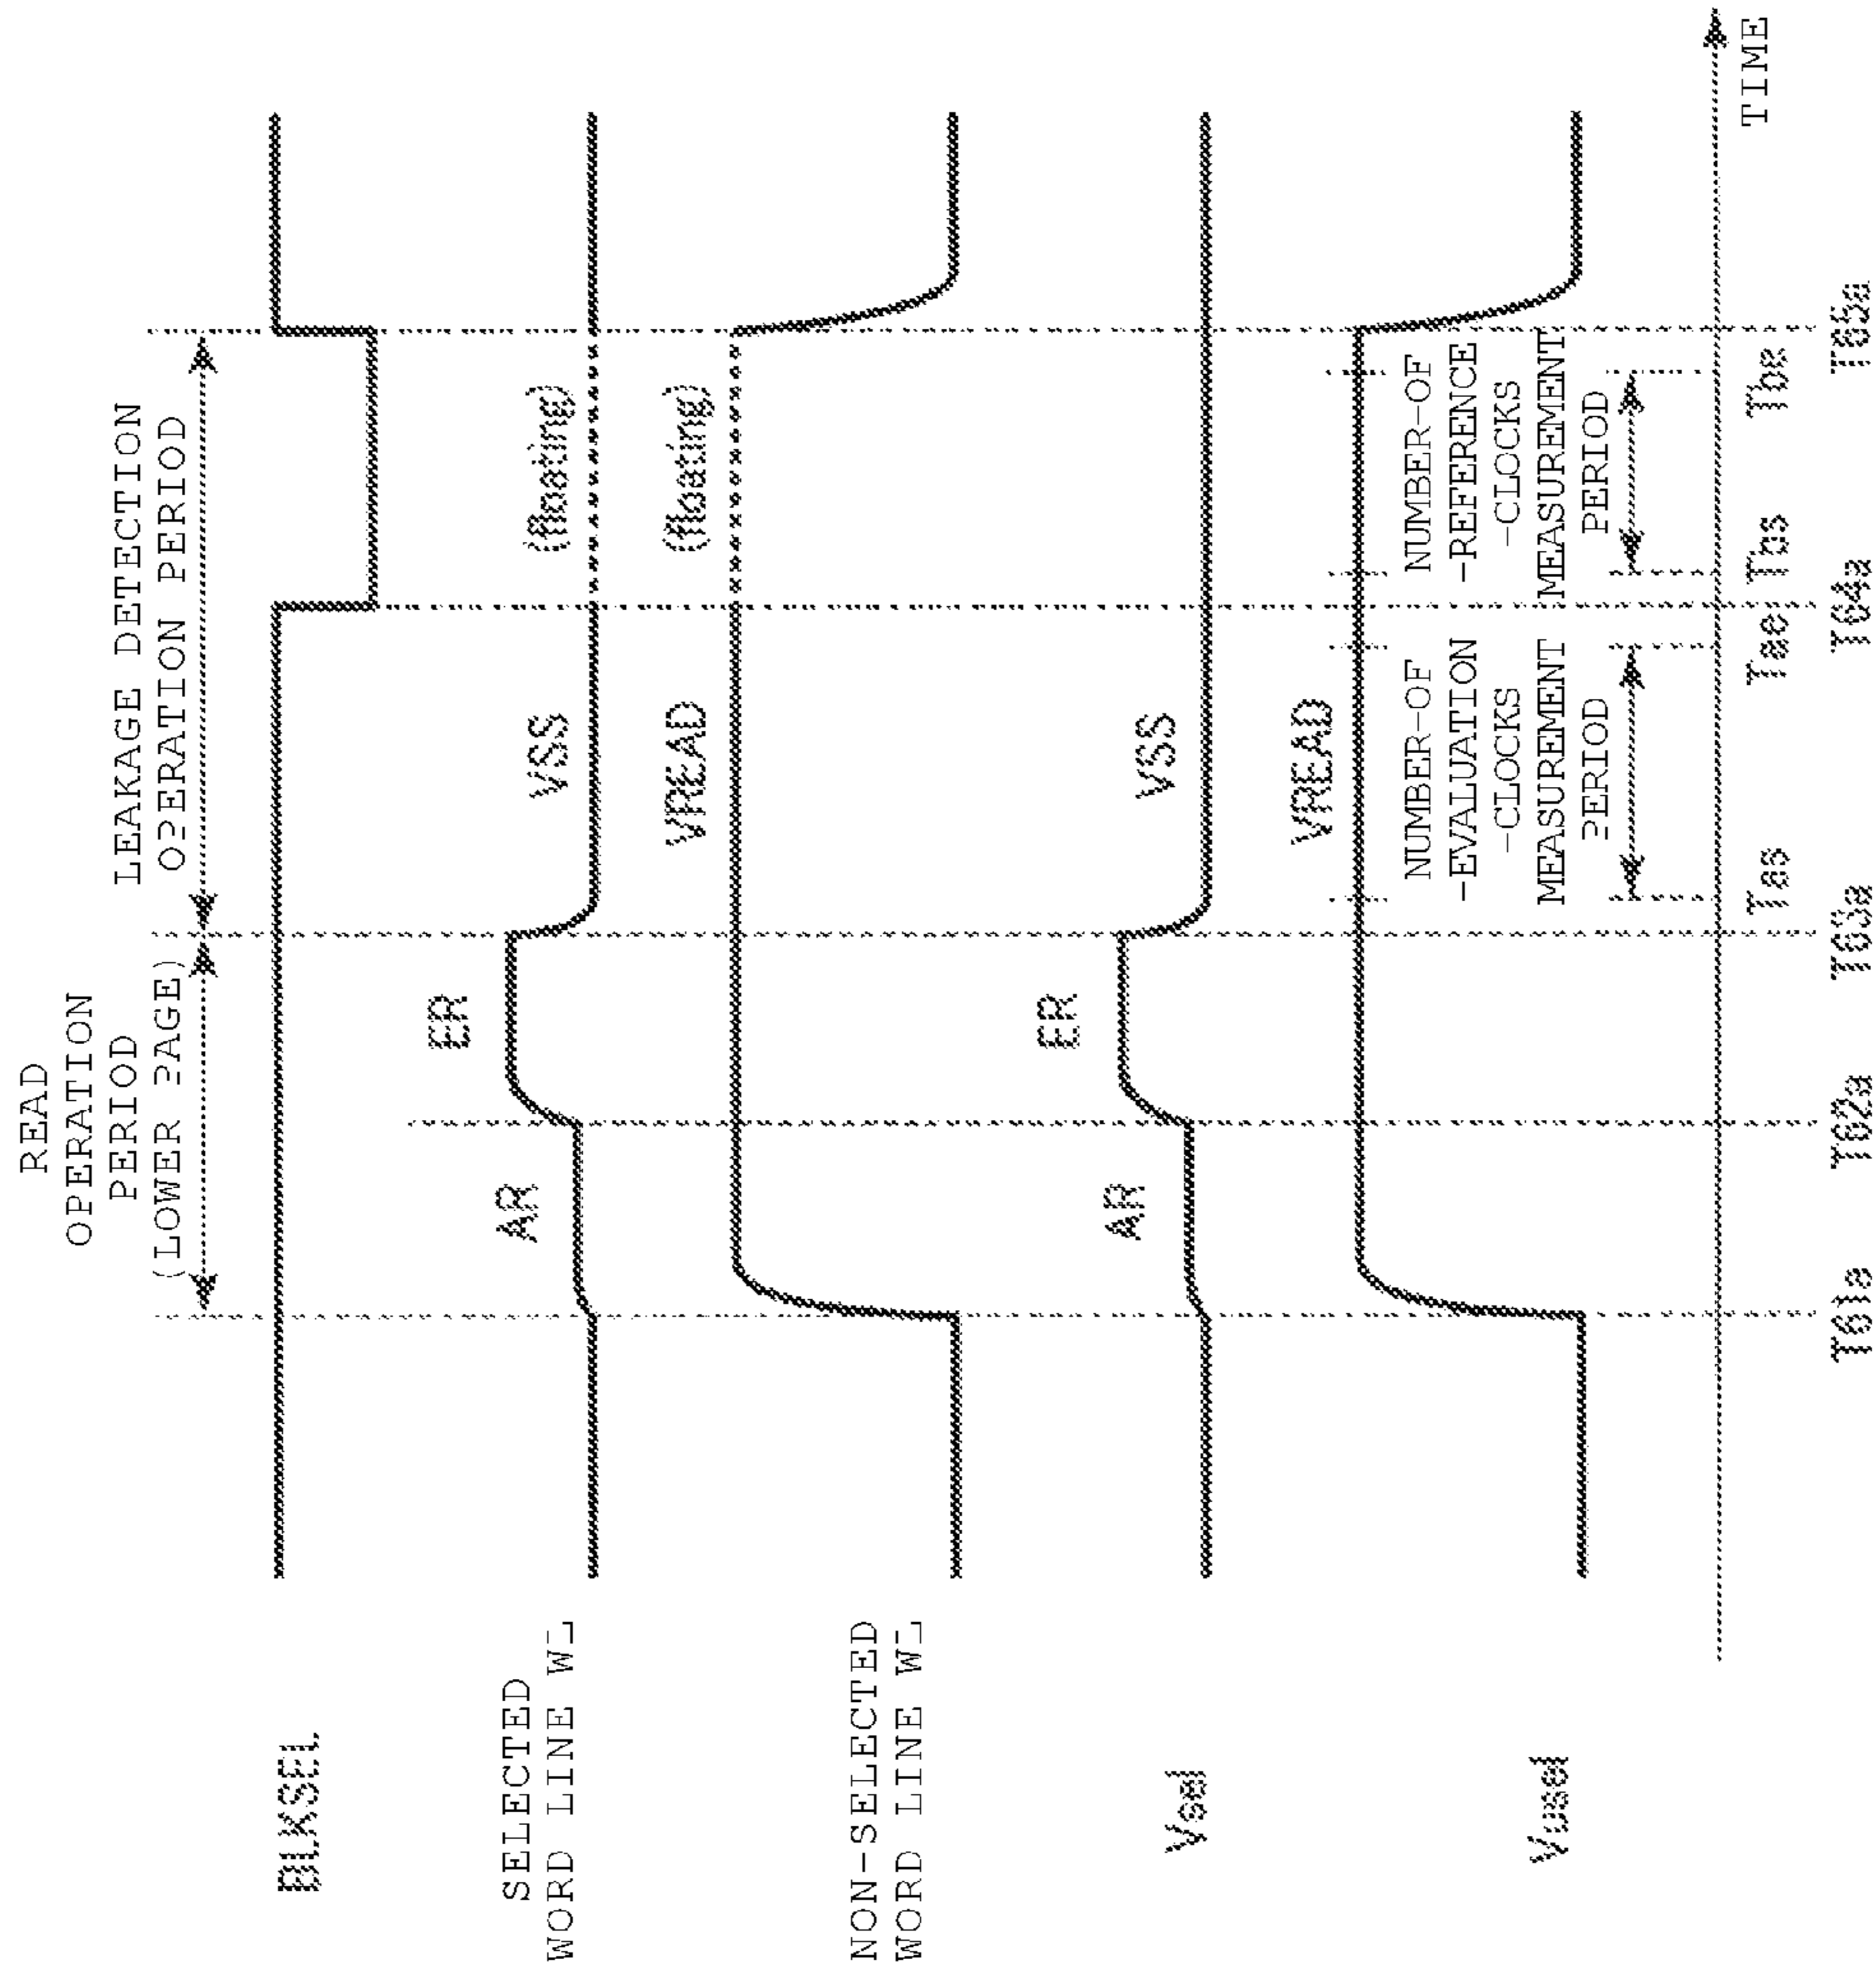 READ
OPERATION
PERIOD
(LOWER PAGE)
LEAKAGE DETECTION
OPERATION PERIOD
BLKSEL
SELECTED
WORD LINE WL
AR
ER
VSS
(floating)
NON-SELECTED
WORD LINE WL
VREAD
(floating)
Vsel
AR
ER
VSS
Vusel
VREAD
NUMBER-OF
-EVALUATION
-CLOCKS
MEASUREMENT
PERIOD
NUMBER-OF
-REFERENCE
-CLOCKS
MEASUREMENT
PERIOD
TIME
Tas
Tae
Tbs
Tbe
T61a
T62a
T63a
T64a
T65a